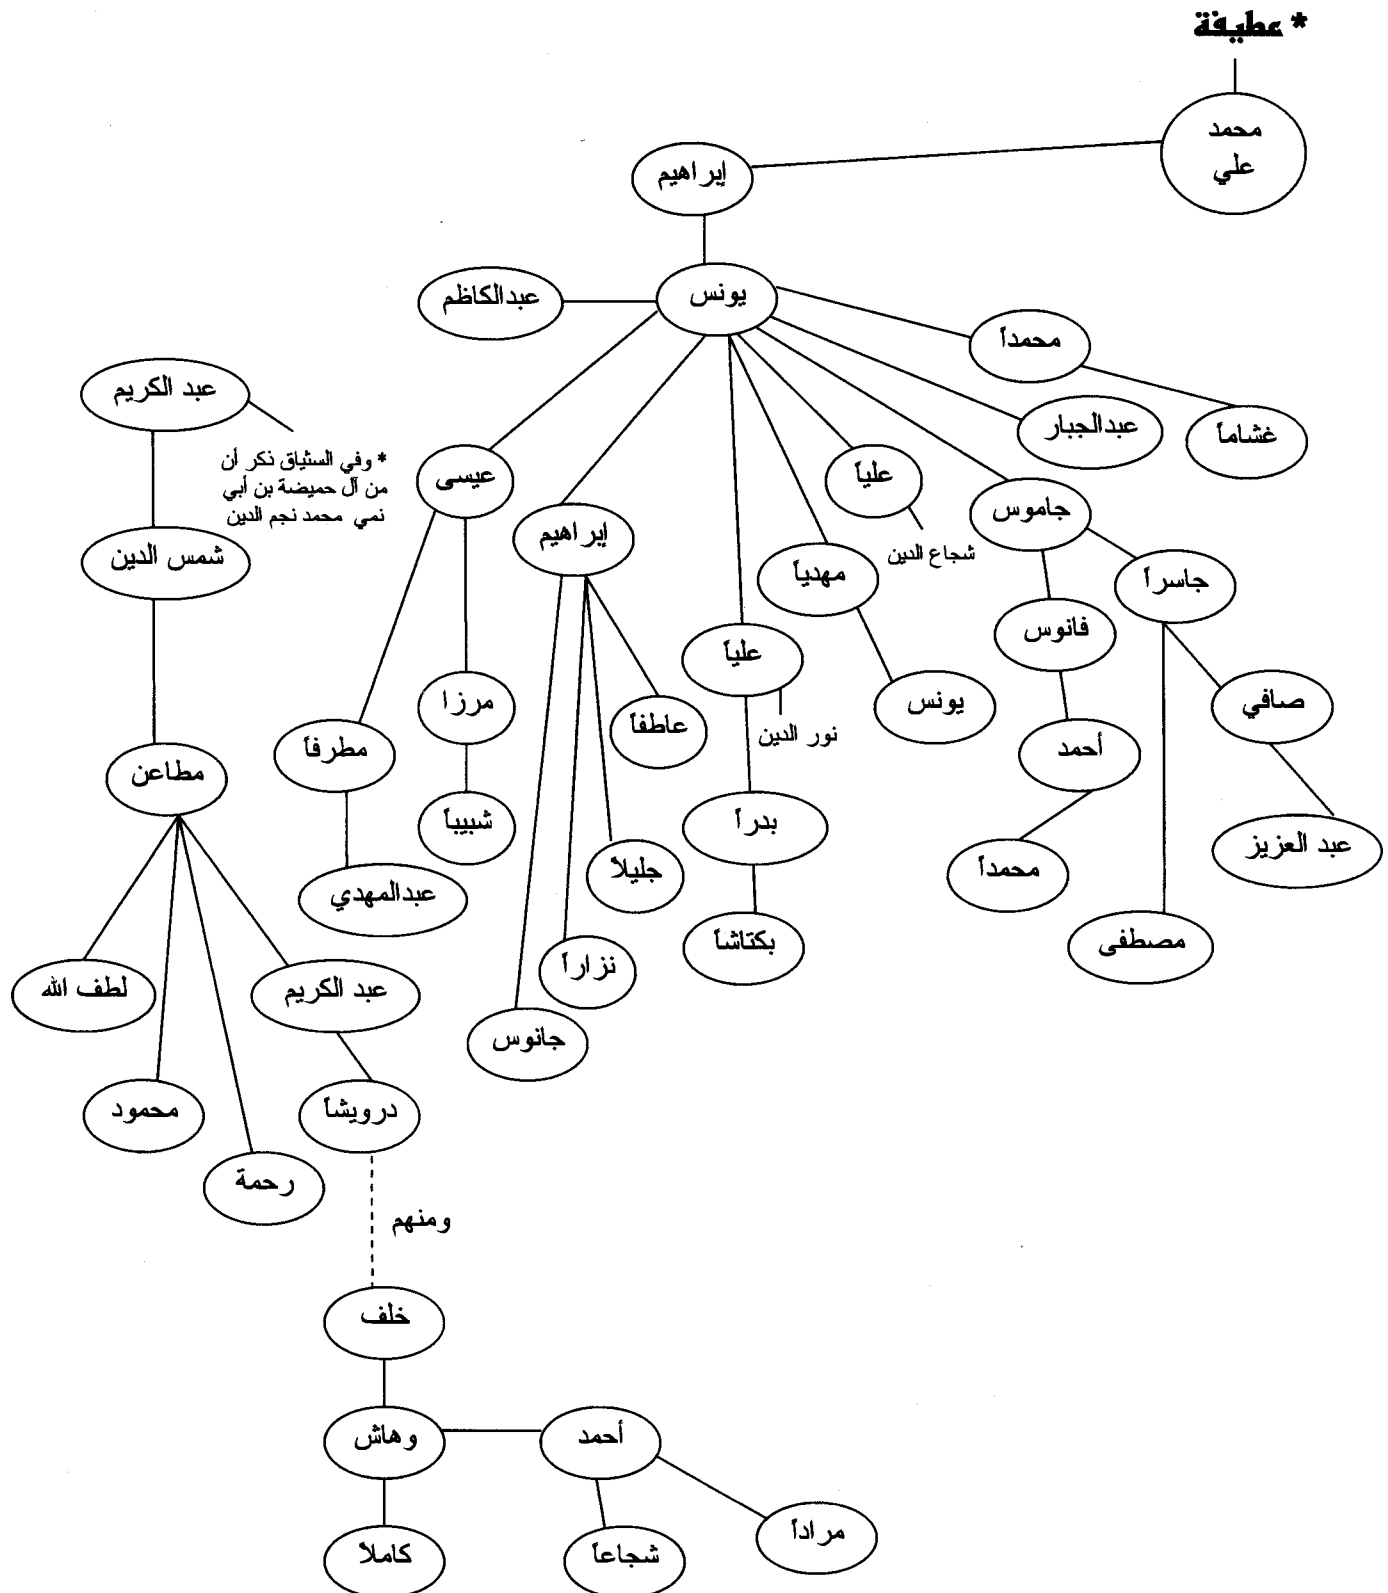 * عطيفة
محمد
علي
إبراهيم
يونس
عبدالكاظم
محمداً
غشاماً
عبدالجبار
جاموس
جاسراً
صافي
عبد العزيز
مصطفى
فانوس
أحمد
محمداً
علياً
شجاع الدين
مهدياً
يونس
علياً
نور الدين
بدراً
بكتاشاً
إبراهيم
عاطفاً
جليلاً
نزاراً
جانوس
عيسى
مرزا
شبيباً
مطرفاً
عبدالمهدي
عبد الكريم
* وفي السئياق ذكر أن
من آل حميضة بن أبي
نمي محمد نجم الدين
شمس الدين
مطاعن
عبد الكريم
لطف الله
محمود
رحمة
درويشاً
ومنهم
خلف
وهاش
أحمد
مراداً
شجاعاً
كاملاً